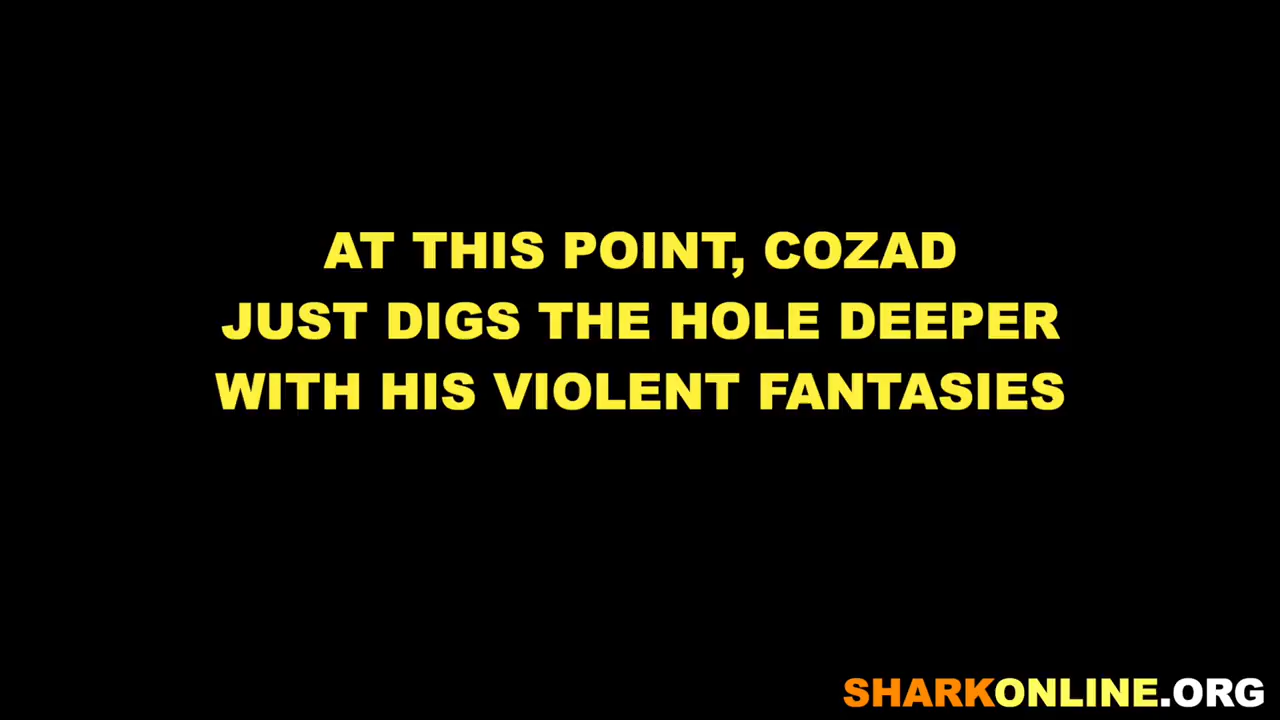 AT THIS POINT, COZAD
JUST DIGS THE HOLE DEEPER
WITH HIS VIOLENT FANTASIES
SHARKONLINE.ORG